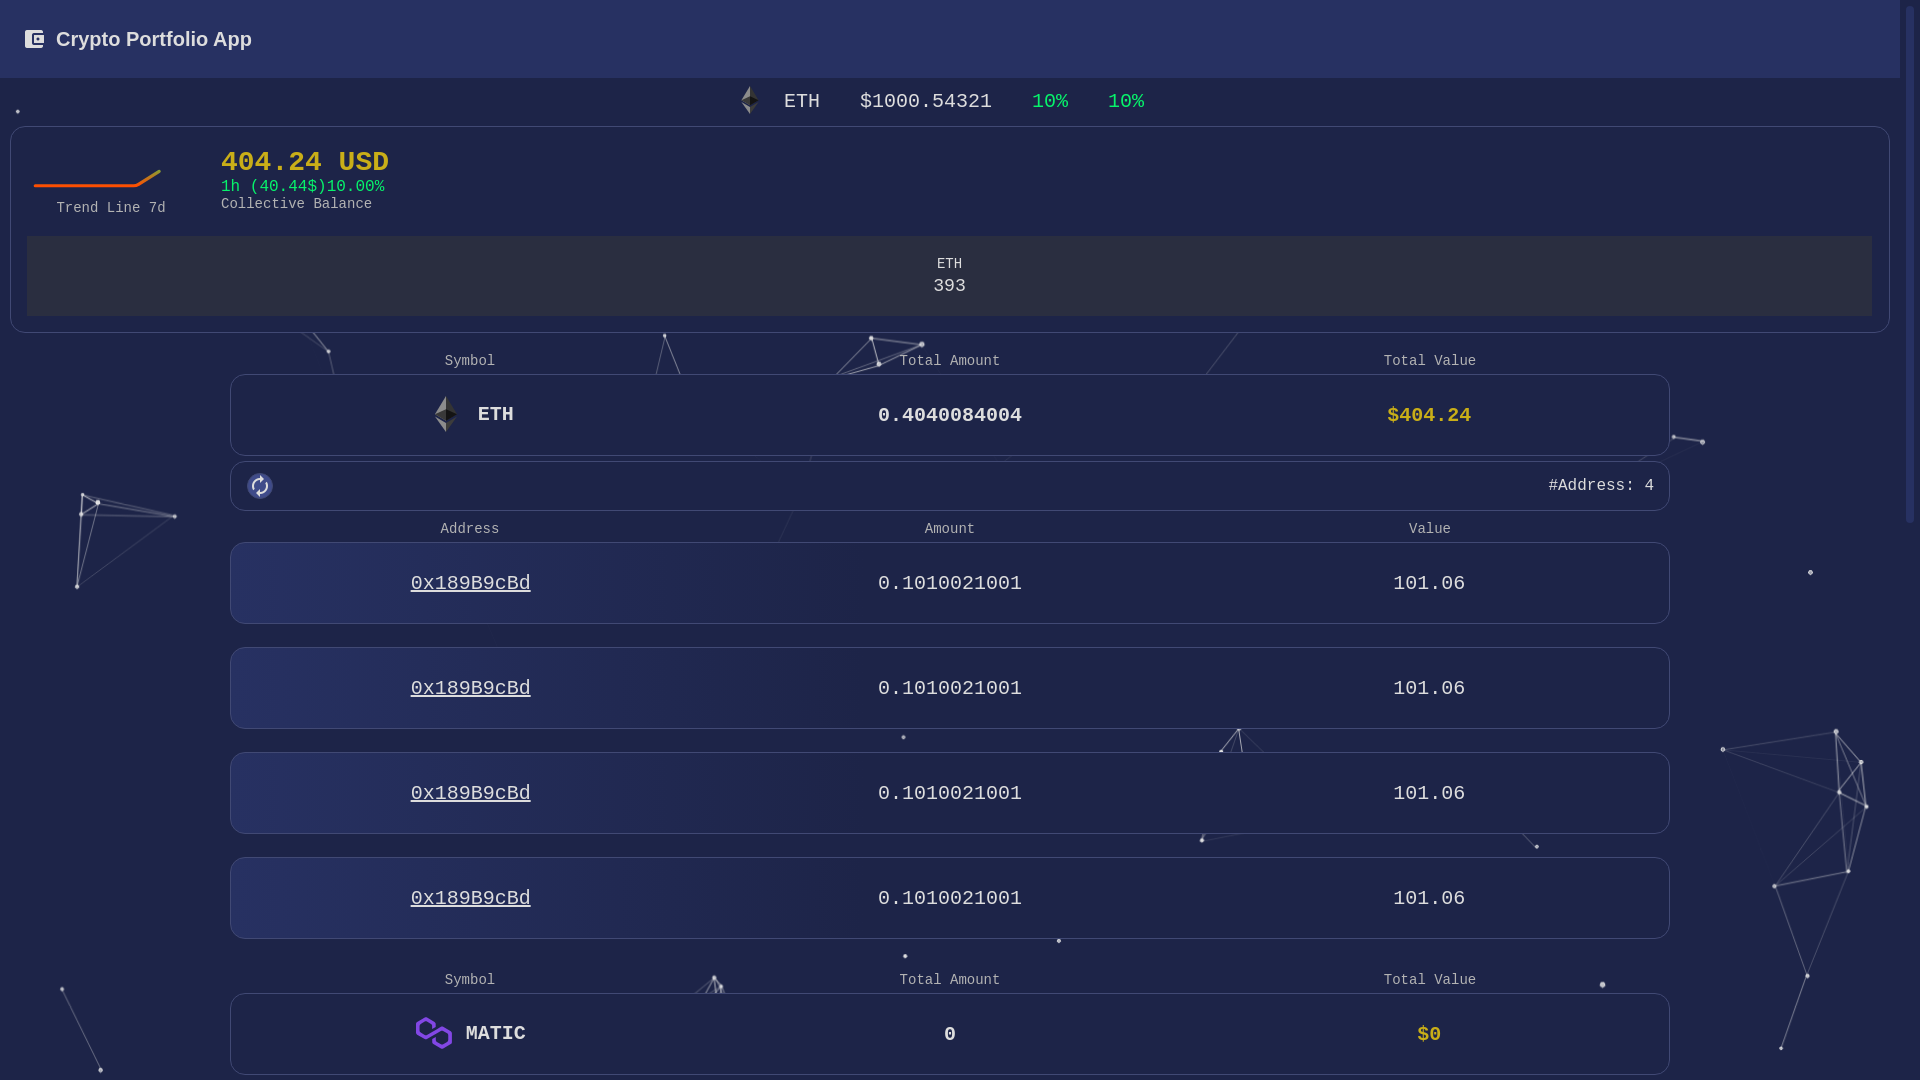 Crypto Portfolio App
ETH $1000.54321 10% 10%
404.24 USD
1h (40.44$)10.00%
Collective Balance
Trend Line 7d
ETH
393
Symbol Total Amount Total Value
ETH 0.4040084004 $404.24
#Address: 4
Address Amount Value
0x189B9cBd 0.1010021001 101.06
0x189B9cBd 0.1010021001 101.06
0x189B9cBd 0.1010021001 101.06
0x189B9cBd 0.1010021001 101.06
Symbol Total Amount Total Value
MATIC 0 $0